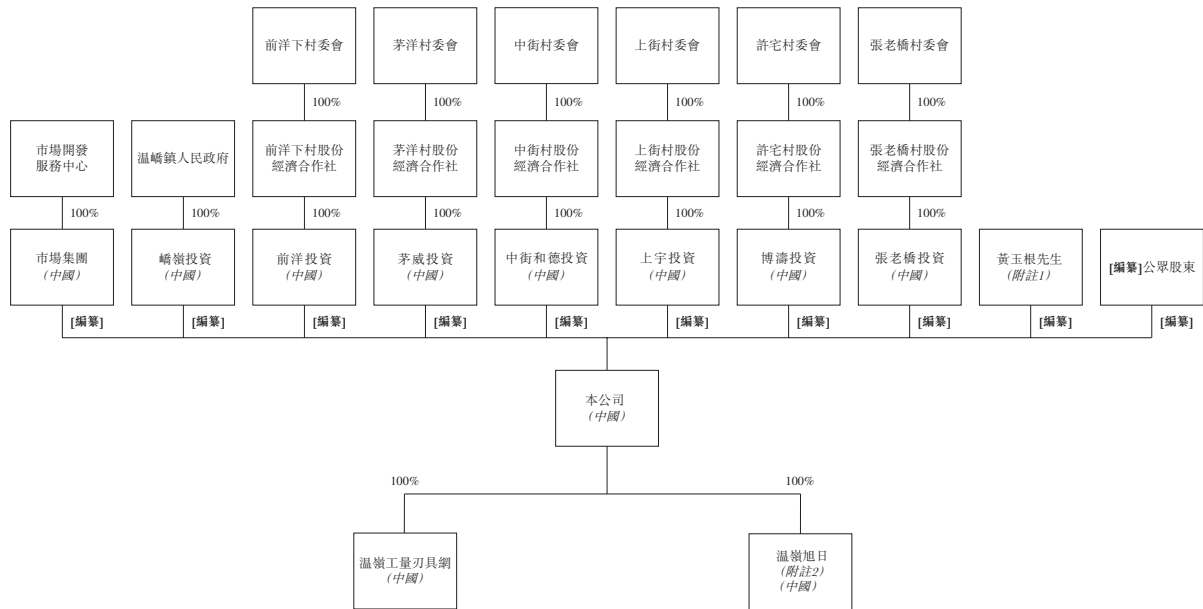 前洋下村委會
茅洋村委會
中街村委會
上街村委會
許宅村委會
張老橋村委會
100%
100%
100%
100%
100%
100%
市場開發
服務中心
溫嶠鎮人民政府
前洋下村股份
經濟合作社
茅洋村股份
經濟合作社
中街村股份
經濟合作社
上街村股份
經濟合作社
許宅村股份
經濟合作社
張老橋村股份
經濟合作社
100%
100%
100%
100%
100%
100%
100%
100%
市場集團
(中國)
嶠嶺投資
(中國)
前洋投資
(中國)
茅威投資
(中國)
中街和德投資
(中國)
上宇投資
(中國)
博濤投資
(中國)
張老橋投資
(中國)
黃玉根先生
(附註1)
[編纂]公眾股東
[編纂]
[編纂]
[編纂]
[編纂]
[編纂]
[編纂]
[編纂]
[編纂]
[編纂]
[編纂]
本公司
(中國)
100%
100%
溫嶺工量刃具網
(中國)
溫嶺旭日
(附註2)
(中國)